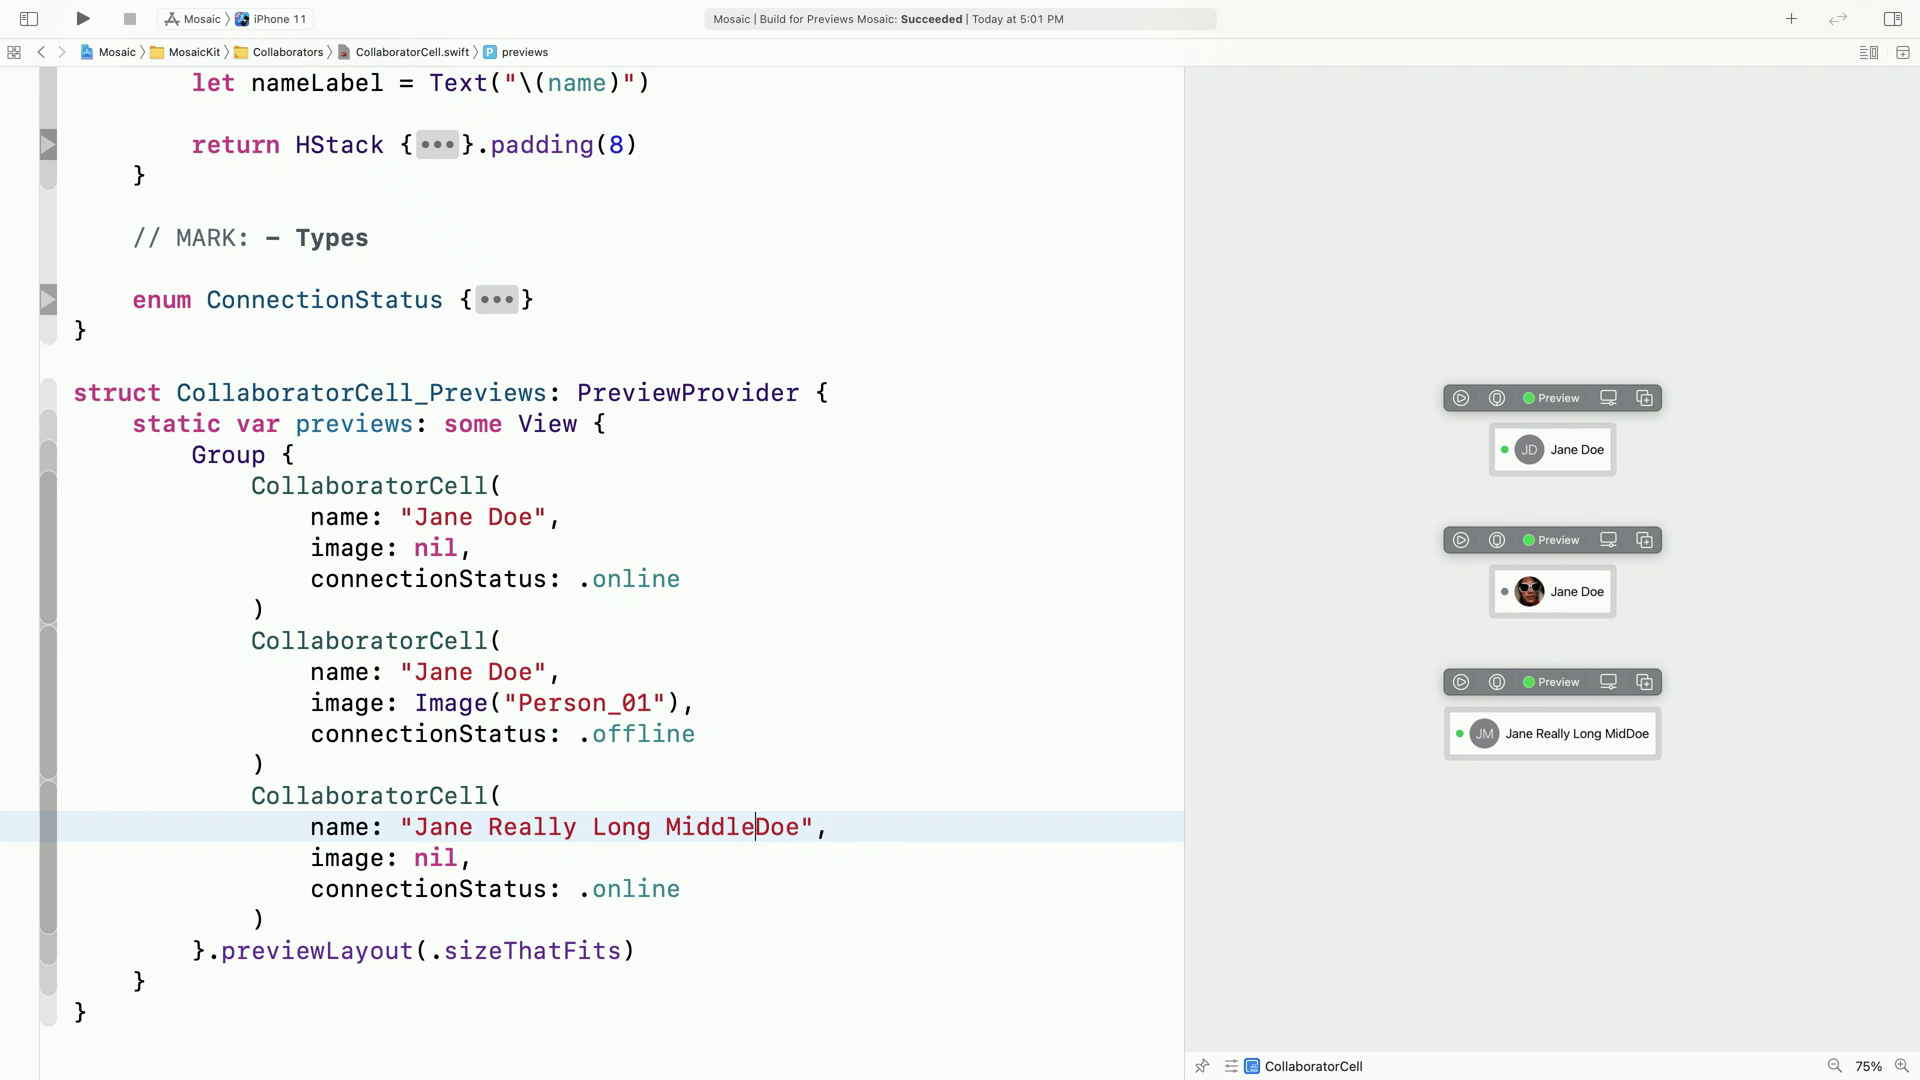 Mosaic 〉 iPhone 11
Mosaic | Build for Previews Mosaic: Succeeded | Today at 5:01 PM
Mosaic 〉 MosaicKit 〉 Collaborators 〉 CollaboratorCell.swift 〉 P previews
let nameLabel = Text("\(name)")
return HStack {•••}.padding(8)
}
// MARK: - Types
enum ConnectionStatus {•••}
}
struct CollaboratorCell_Previews: PreviewProvider {
static var previews: some View {
Group {
CollaboratorCell(
name: "Jane Doe",
image: nil,
connectionStatus: .online
)
CollaboratorCell(
name: "Jane Doe",
image: Image("Person_01"),
connectionStatus: .offline
)
CollaboratorCell(
name: "Jane Really Long MiddleDoe",
image: nil,
connectionStatus: .online
)
}.previewLayout(.sizeThatFits)
}
}
Preview
JD Jane Doe
Preview
Jane Doe
Preview
JM Jane Really Long MidDoe
CollaboratorCell
75%